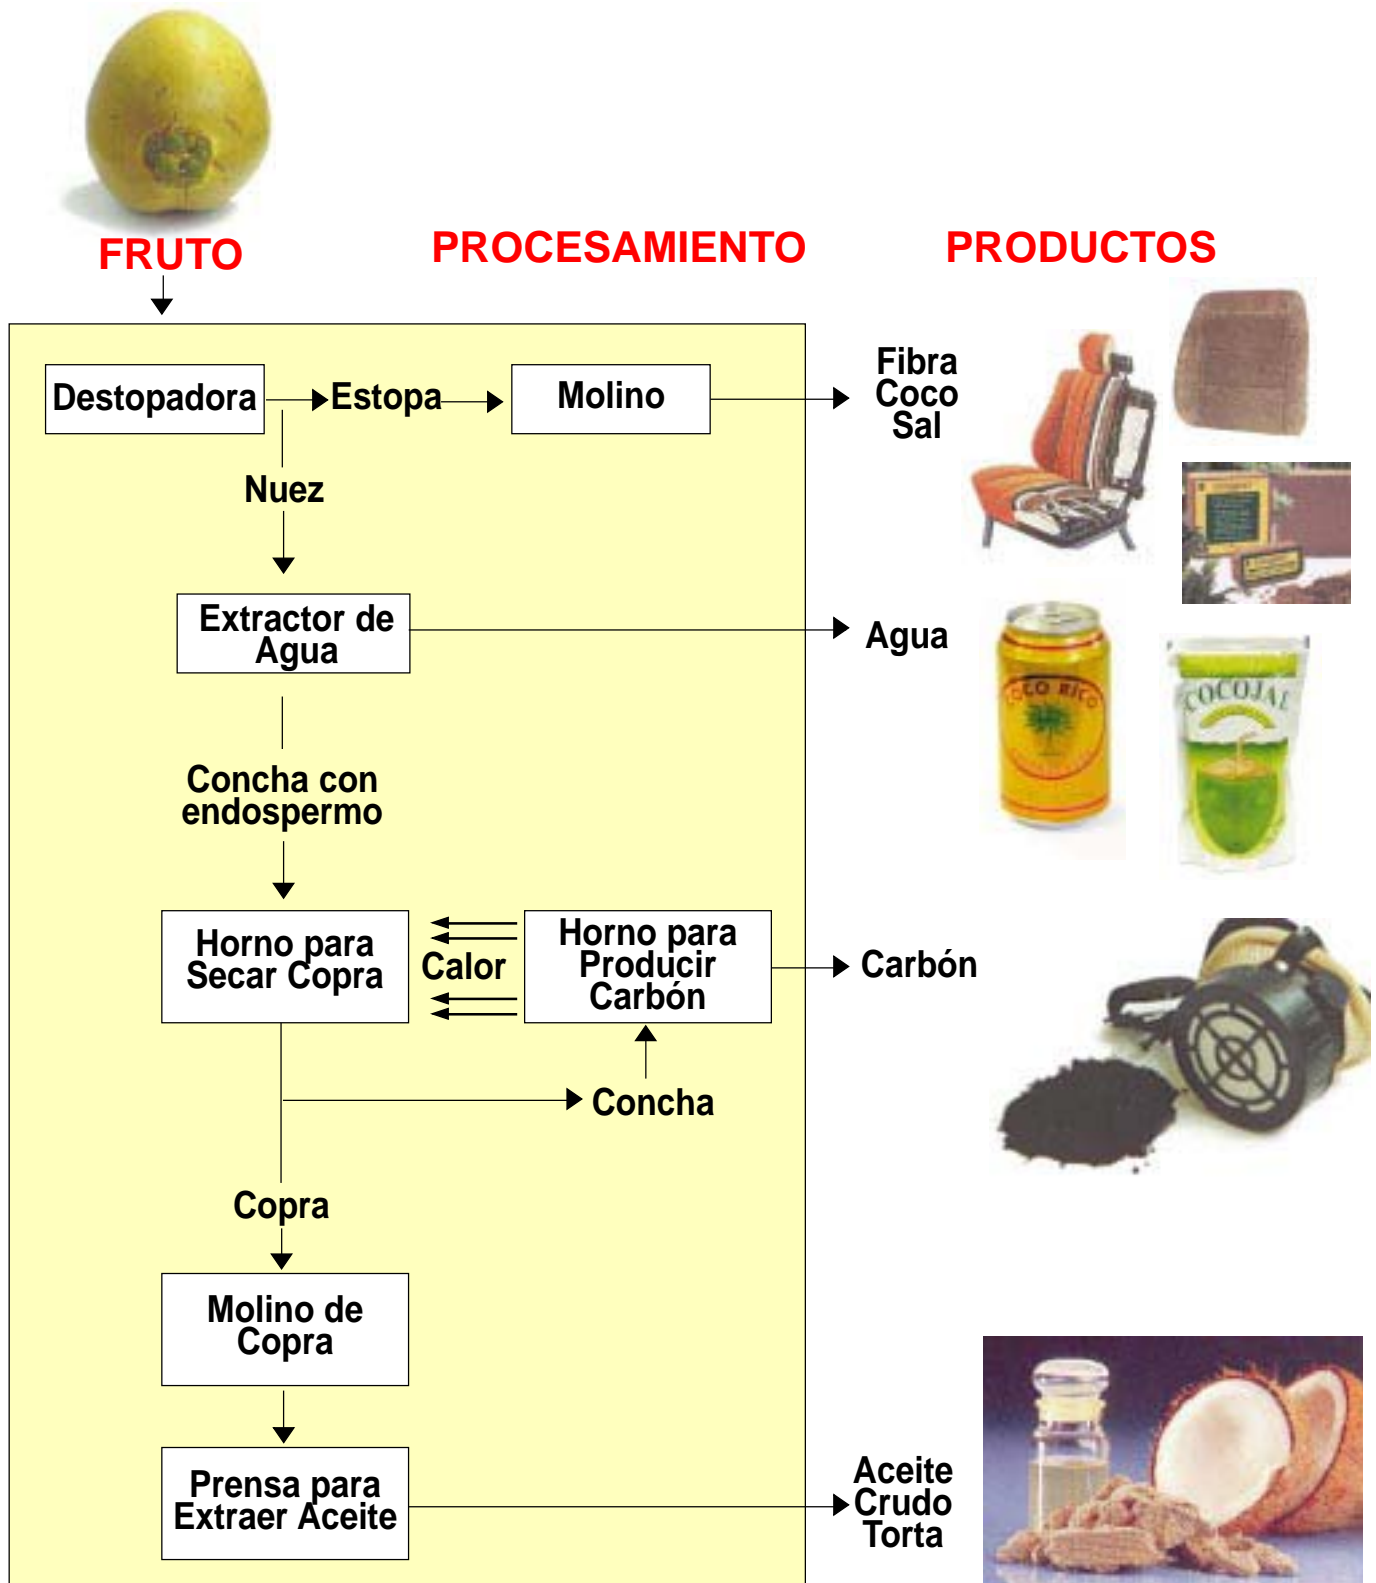 FRUTO
PROCESAMIENTO
PRODUCTOS
Destopadora
Estopa
Molino
Fibra
Coco
Sal
Nuez
Extractor de
Agua
Agua
COCO RICO
COCOJAL
Concha con
endospermo
Horno para
Secar Copra
Calor
Horno para
Producir
Carbón
Carbón
Concha
Copra
Molino de
Copra
Prensa para
Extraer Aceite
Aceite
Crudo
Torta